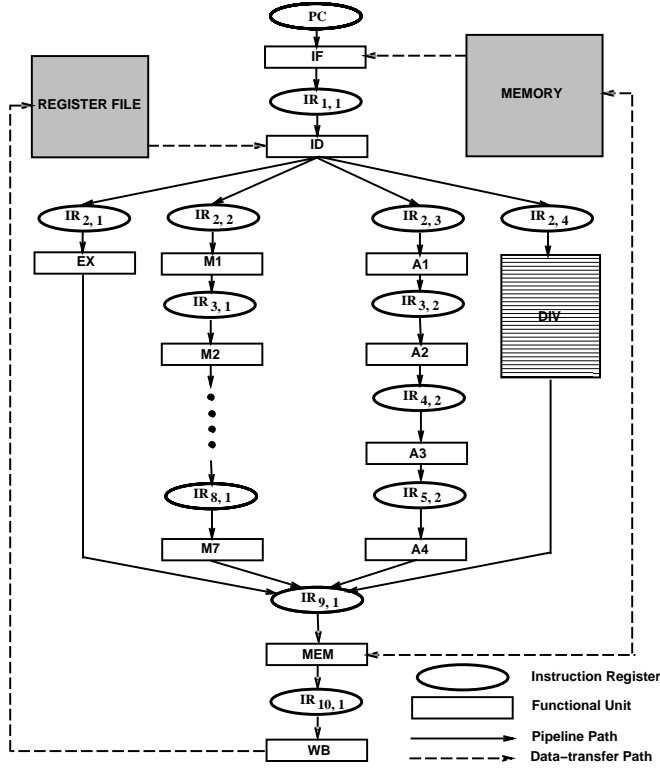 PC
IF
REGISTER FILE
MEMORY
IR 1, 1
ID
IR 2, 1
IR 2, 2
IR 2, 3
IR 2, 4
EX
M1
A1
IR 3, 1
IR 3, 2
DIV
M2
A2
IR 4, 2
A3
IR 8, 1
IR 5, 2
M7
A4
IR 9, 1
MEM
Instruction Register
IR 10, 1
Functional Unit
Pipeline Path
WB
Data-transfer Path